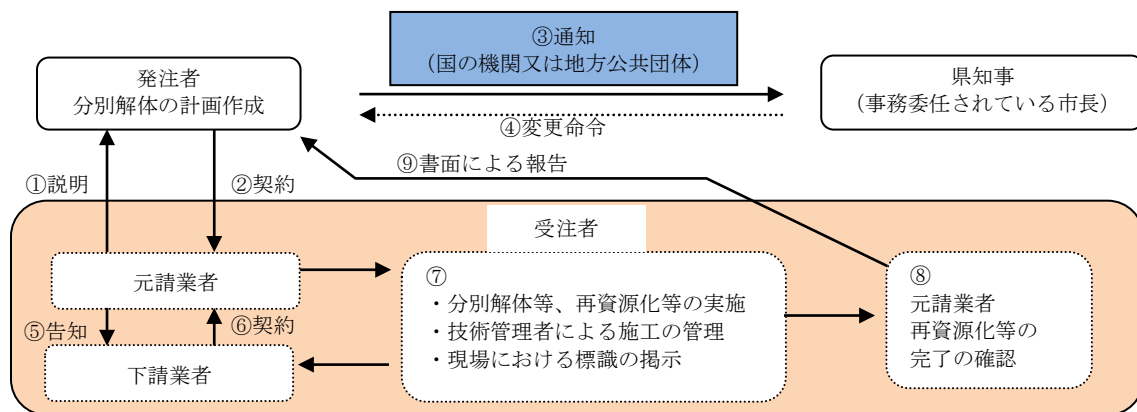 ③通知
（国の機関又は地方公共団体）
発注者
分別解体の計画作成
県知事
（事務委任されている市長）
④変更命令
⑨書面による報告
①説明
②契約
受注者
元請業者
⑦
・分別解体等、再資源化等の実施
・技術管理者による施工の管理
・現場における標識の掲示
⑧
元請業者
再資源化等の
完了の確認
⑤告知
⑥契約
下請業者